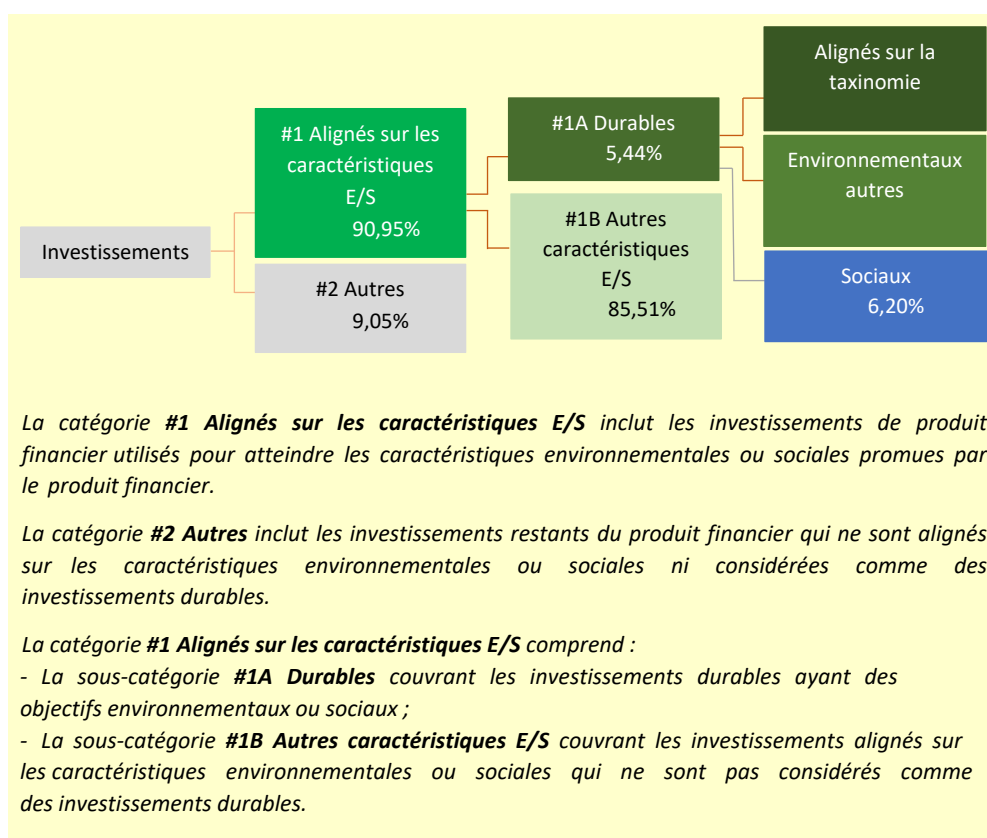 Investissements
#1 Alignés sur les
caractéristiques
E/S
90,95%
#2 Autres
9,05%
#1A Durables
5,44%
#1B Autres
caractéristiques
E/S
85,51%
Alignés sur la
taxinomie
Environnementaux
autres
Sociaux
6,20%
La catégorie #1 Alignés sur les caractéristiques E/S inclut les investissements de produit
financier utilisés pour atteindre les caractéristiques environnementales ou sociales promues par
le produit financier.
La catégorie #2 Autres inclut les investissements restants du produit financier qui ne sont alignés
sur les caractéristiques environnementales ou sociales ni considérées comme des
investissements durables.
La catégorie #1 Alignés sur les caractéristiques E/S comprend :
- La sous-catégorie #1A Durables couvrant les investissements durables ayant des
objectifs environnementaux ou sociaux ;
- La sous-catégorie #1B Autres caractéristiques E/S couvrant les investissements alignés sur
les caractéristiques environnementales ou sociales qui ne sont pas considérés comme
des investissements durables.